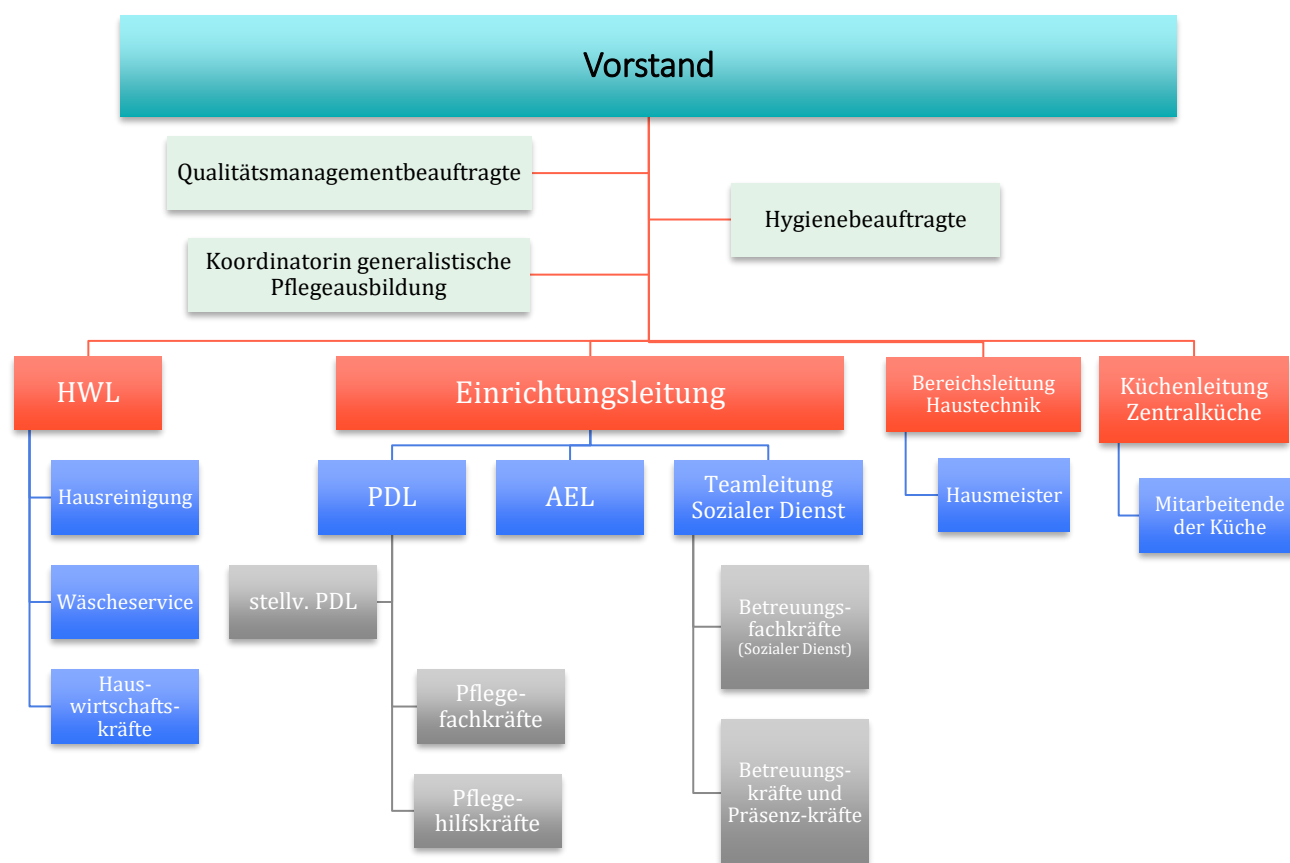 Vorstand
Qualitätsmanagementbeauftragte
Hygienebeauftragte
Koordinatorin generalistische
Pflegeausbildung
HWL
Einrichtungsleitung
Bereichsleitung
Haustechnik
Küchenleitung
Zentralküche
Hausreinigung
PDL
AEL
Teamleitung
Sozialer Dienst
Hausmeister
Mitarbeitende
der Küche
Wäscheservice
stellv. PDL
Betreuungs-
fachkräfte
(Sozialer Dienst)
Haus-
wirtschafts-
kräfte
Pflege-
fachkräfte
Pflege-
hilfskräfte
Betreuungs-
kräfte und
Präsenz-kräfte